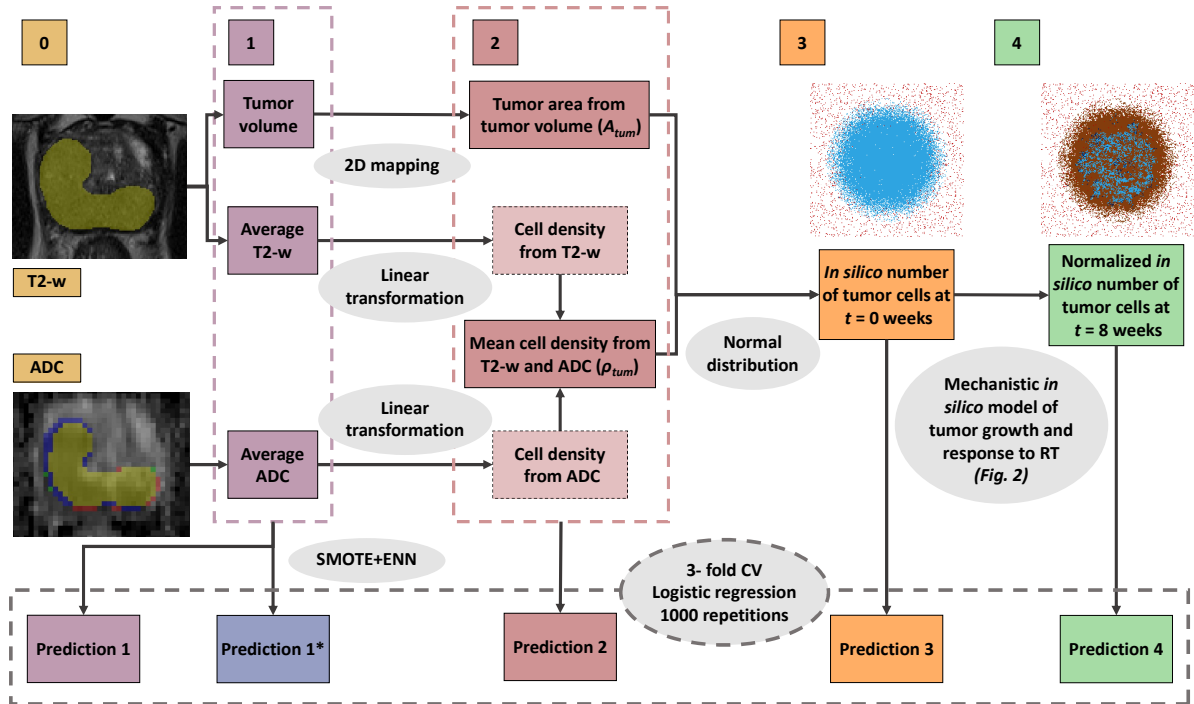 0
1
2
3
4
Tumor
volume
Tumor area from
tumor volume (A_tum)
2D mapping
T2-w
Average
T2-w
Cell density
from T2-w
Linear
transformation
In silico number
of tumor cells at
t = 0 weeks
Normalized in
silico number of
tumor cells at
t = 8 weeks
Mean cell density from
T2-w and ADC (ρ_tum)
Normal
distribution
ADC
Linear
transformation
Mechanistic in
silico model of
tumor growth and
response to RT
(Fig. 2)
Average
ADC
Cell density
from ADC
SMOTE+ENN
3- fold CV
Logistic regression
1000 repetitions
Prediction 1
Prediction 1*
Prediction 2
Prediction 3
Prediction 4